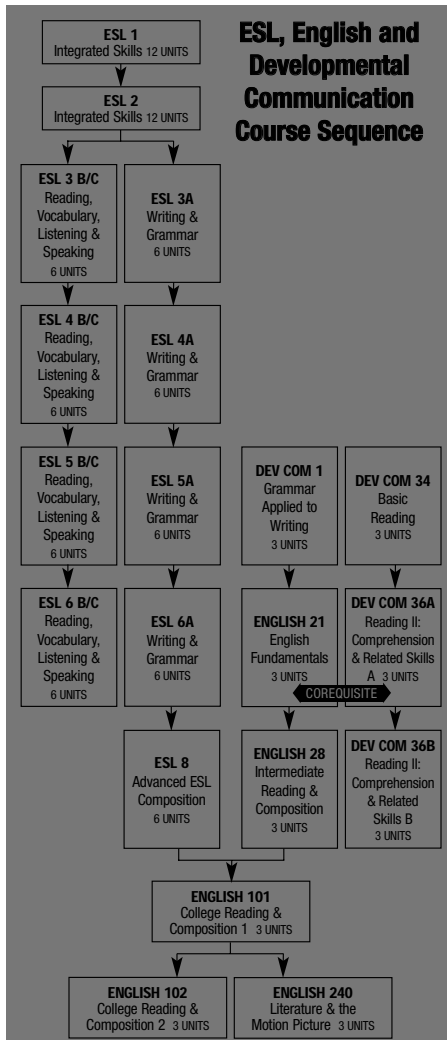 ESL, English and
Developmental
Communication
Course Sequence
ESL 1
Integrated Skills 12 UNITS
ESL 2
Integrated Skills 12 UNITS
ESL 3 B/C
Reading,
Vocabulary,
Listening &
Speaking
6 UNITS
ESL 3A
Writing &
Grammar
6 UNITS
ESL 4 B/C
Reading,
Vocabulary,
Listening &
Speaking
6 UNITS
ESL 4A
Writing &
Grammar
6 UNITS
ESL 5 B/C
Reading,
Vocabulary,
Listening &
Speaking
6 UNITS
ESL 5A
Writing &
Grammar
6 UNITS
DEV COM 1
Grammar
Applied to
Writing
3 UNITS
DEV COM 34
Basic
Reading
3 UNITS
ESL 6 B/C
Reading,
Vocabulary,
Listening &
Speaking
6 UNITS
ESL 6A
Writing &
Grammar
6 UNITS
ENGLISH 21
English
Fundamentals
3 UNITS
DEV COM 36A
Reading II:
Comprehension
& Related Skills
A 3 UNITS
COREQUISITE
ESL 8
Advanced ESL
Composition
6 UNITS
ENGLISH 28
Intermediate
Reading &
Composition
3 UNITS
DEV COM 36B
Reading II:
Comprehension
& Related
Skills B
3 UNITS
ENGLISH 101
College Reading &
Composition 1 3 UNITS
ENGLISH 102
College Reading &
Composition 2 3 UNITS
ENGLISH 240
Literature & the
Motion Picture 3 UNITS